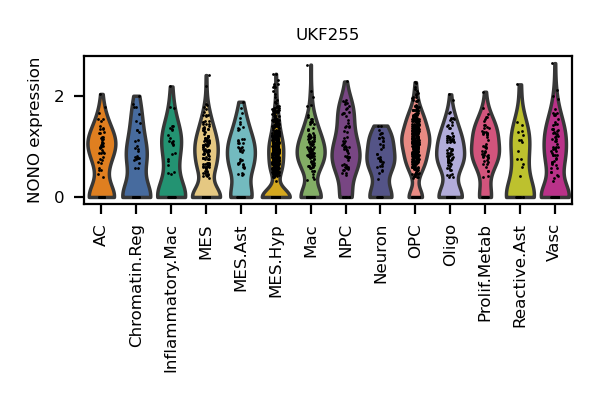 UKF255
NONO expression
2
0
AC
Chromatin.Reg
Inflammatory.Mac
MES
MES.Ast
MES.Hyp
Mac
NPC
Neuron
OPC
Oligo
Prolif.Metab
Reactive.Ast
Vasc